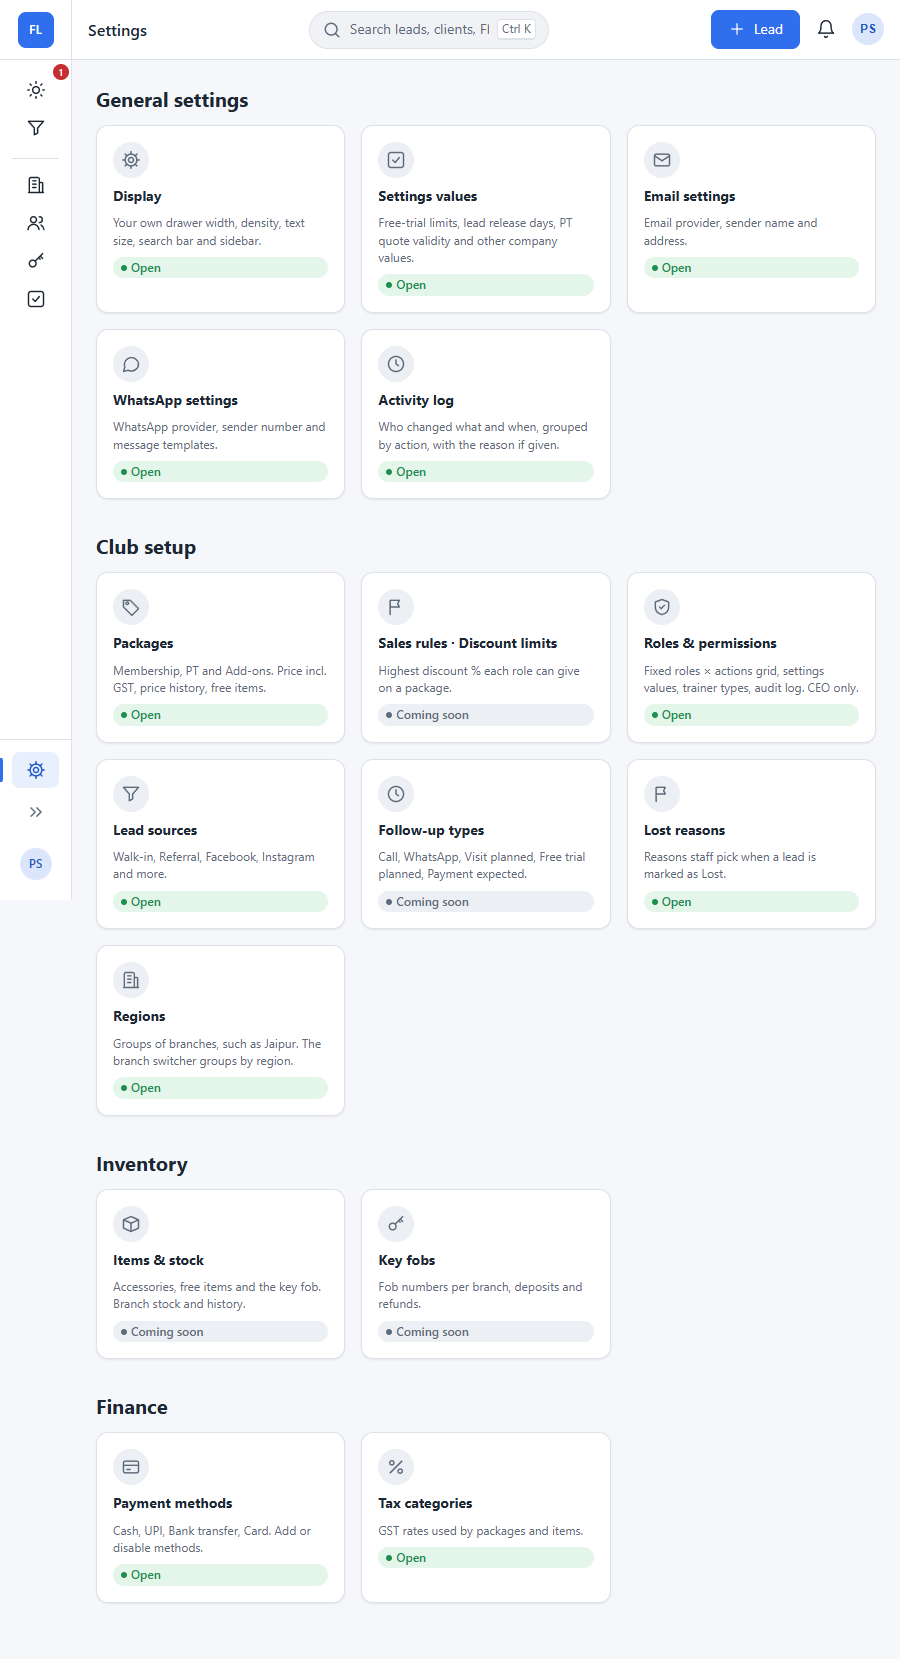 FL
Settings
Search leads, clients, FI
Ctrl K
+ Lead
PS
1
General settings
Display
Your own drawer width, density, text
size, search bar and sidebar.
Open
Settings values
Free-trial limits, lead release days, PT
quote validity and other company
values.
Open
Email settings
Email provider, sender name and
address.
Open
WhatsApp settings
WhatsApp provider, sender number and
message templates.
Open
Activity log
Who changed what and when, grouped
by action, with the reason if given.
Open
Club setup
Packages
Membership, PT and Add-ons. Price incl.
GST, price history, free items.
Open
Sales rules · Discount limits
Highest discount % each role can give
on a package.
Coming soon
Roles & permissions
Fixed roles × actions grid, settings
values, trainer types, audit log. CEO only.
Open
Lead sources
Walk-in, Referral, Facebook, Instagram
and more.
Open
Follow-up types
Call, WhatsApp, Visit planned, Free trial
planned, Payment expected.
Coming soon
Lost reasons
Reasons staff pick when a lead is
marked as Lost.
Open
PS
Regions
Groups of branches, such as Jaipur. The
branch switcher groups by region.
Open
Inventory
Items & stock
Accessories, free items and the key fob.
Branch stock and history.
Coming soon
Key fobs
Fob numbers per branch, deposits and
refunds.
Coming soon
Finance
Payment methods
Cash, UPI, Bank transfer, Card. Add or
disable methods.
Open
Tax categories
GST rates used by packages and items.
Open